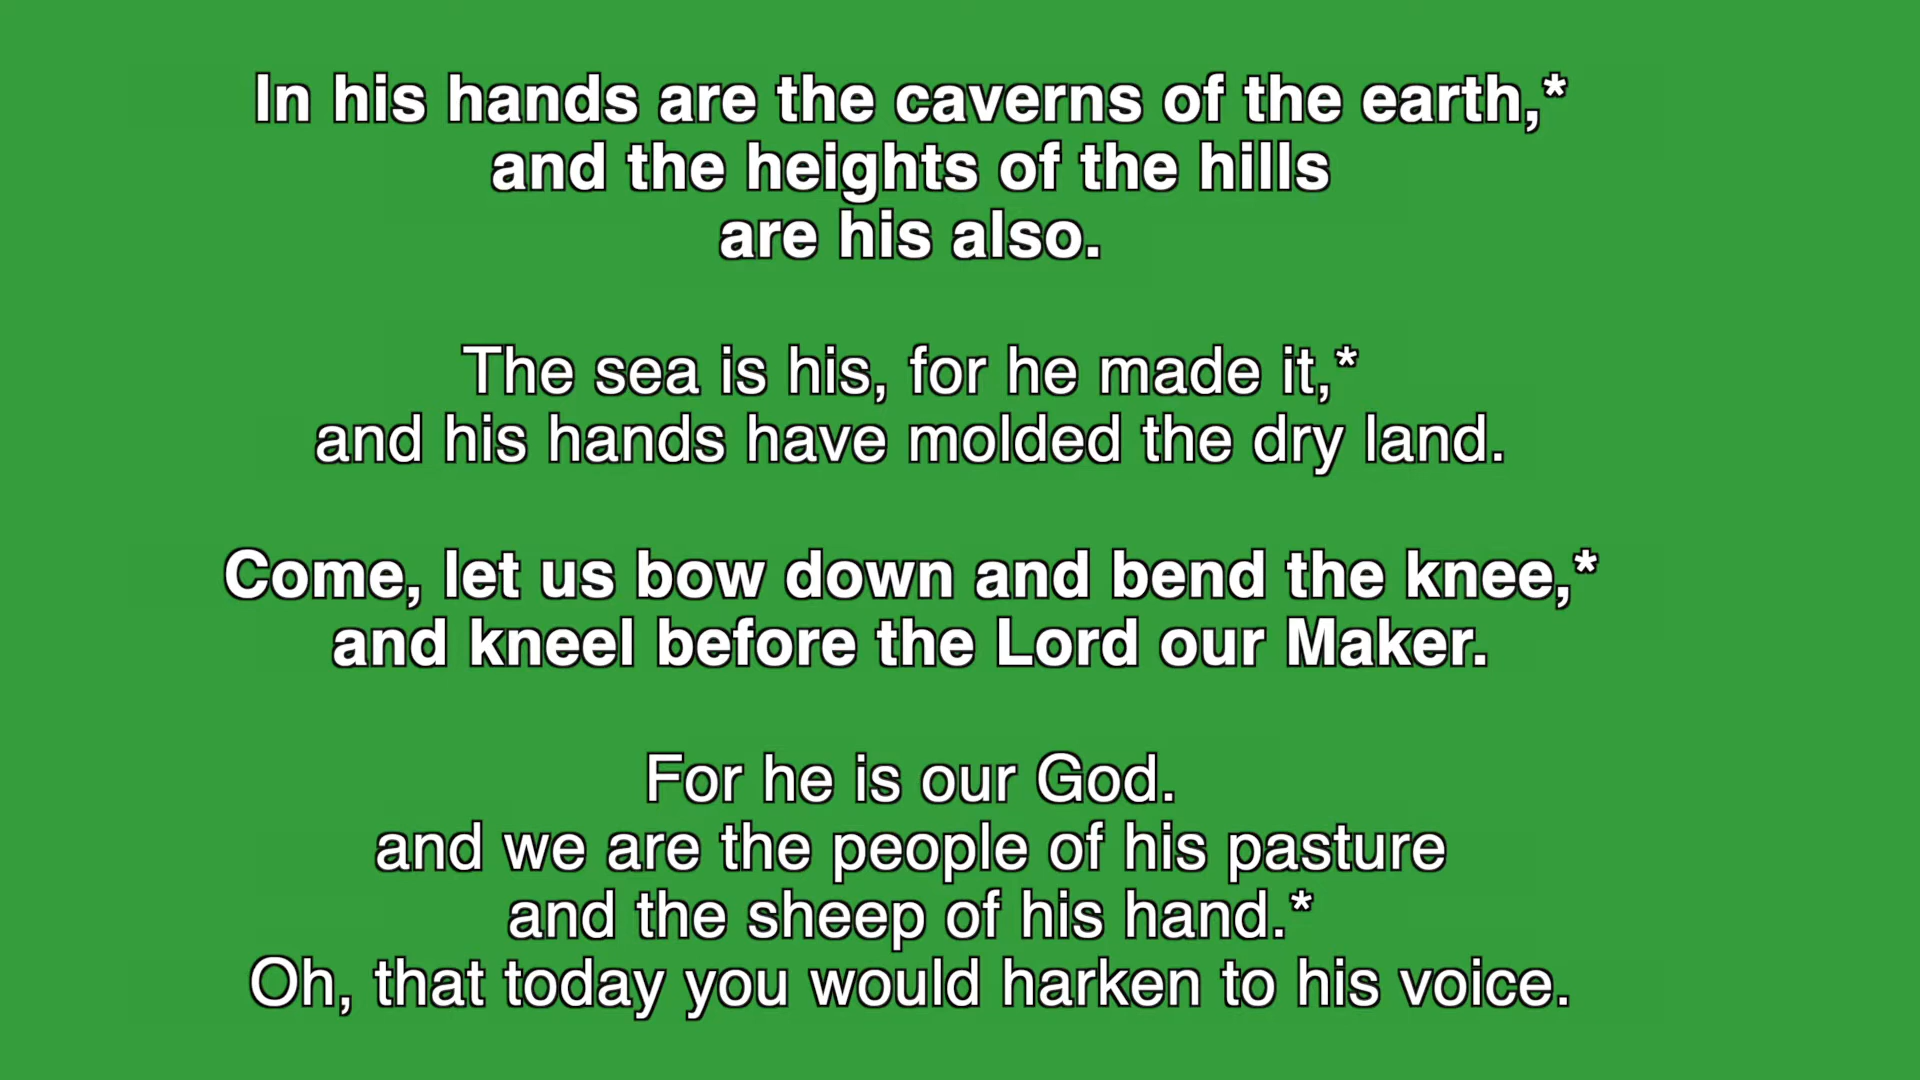 In his hands are the caverns of the earth,*
and the heights of the hills
are his also.
The sea is his, for he made it,*
and his hands have molded the dry land.
Come, let us bow down and bend the knee,*
and kneel before the Lord our Maker.
For he is our God.
and we are the people of his pasture
and the sheep of his hand.*
Oh, that today you would harken to his voice.